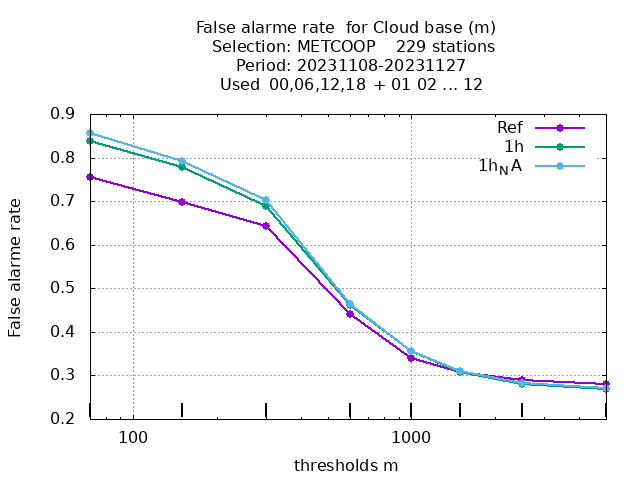 False alarme rate  for Cloud base (m)
Selection: METCOOP    229 stations
Period: 20231108-20231127
Used  00,06,12,18  + 01 02 ... 12
Ref
1h
1h_NA
False alarme rate
0.9
0.8
0.7
0.6
0.5
0.4
0.3
0.2
100
1000
thresholds m